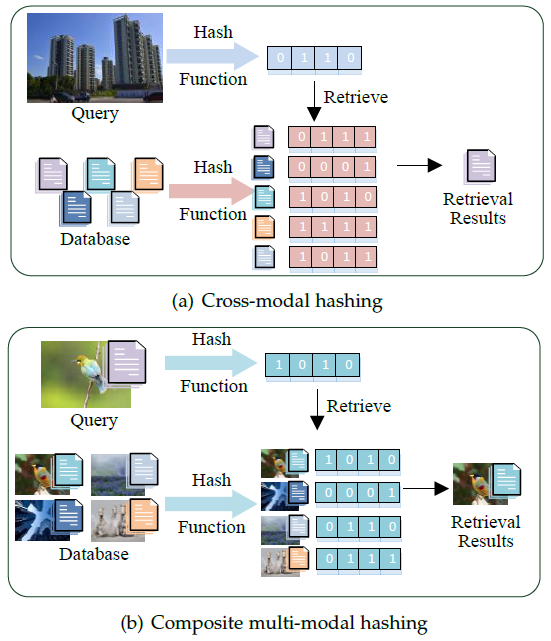 Hash
0 1 1 0
Function
Query
Retrieve
0 1 1 1
Hash
0 0 0 1
1 0 1 0
Function
Retrieval
Results
1 1 1 1
Database
1 0 1 1
(a) Cross-modal hashing
Hash
1 0 1 0
Function
Query
Retrieve
1 0 1 0
Hash
0 0 0 1
Function
Retrieval
Results
0 1 1 0
Database
0 1 1 1
(b) Composite multi-modal hashing